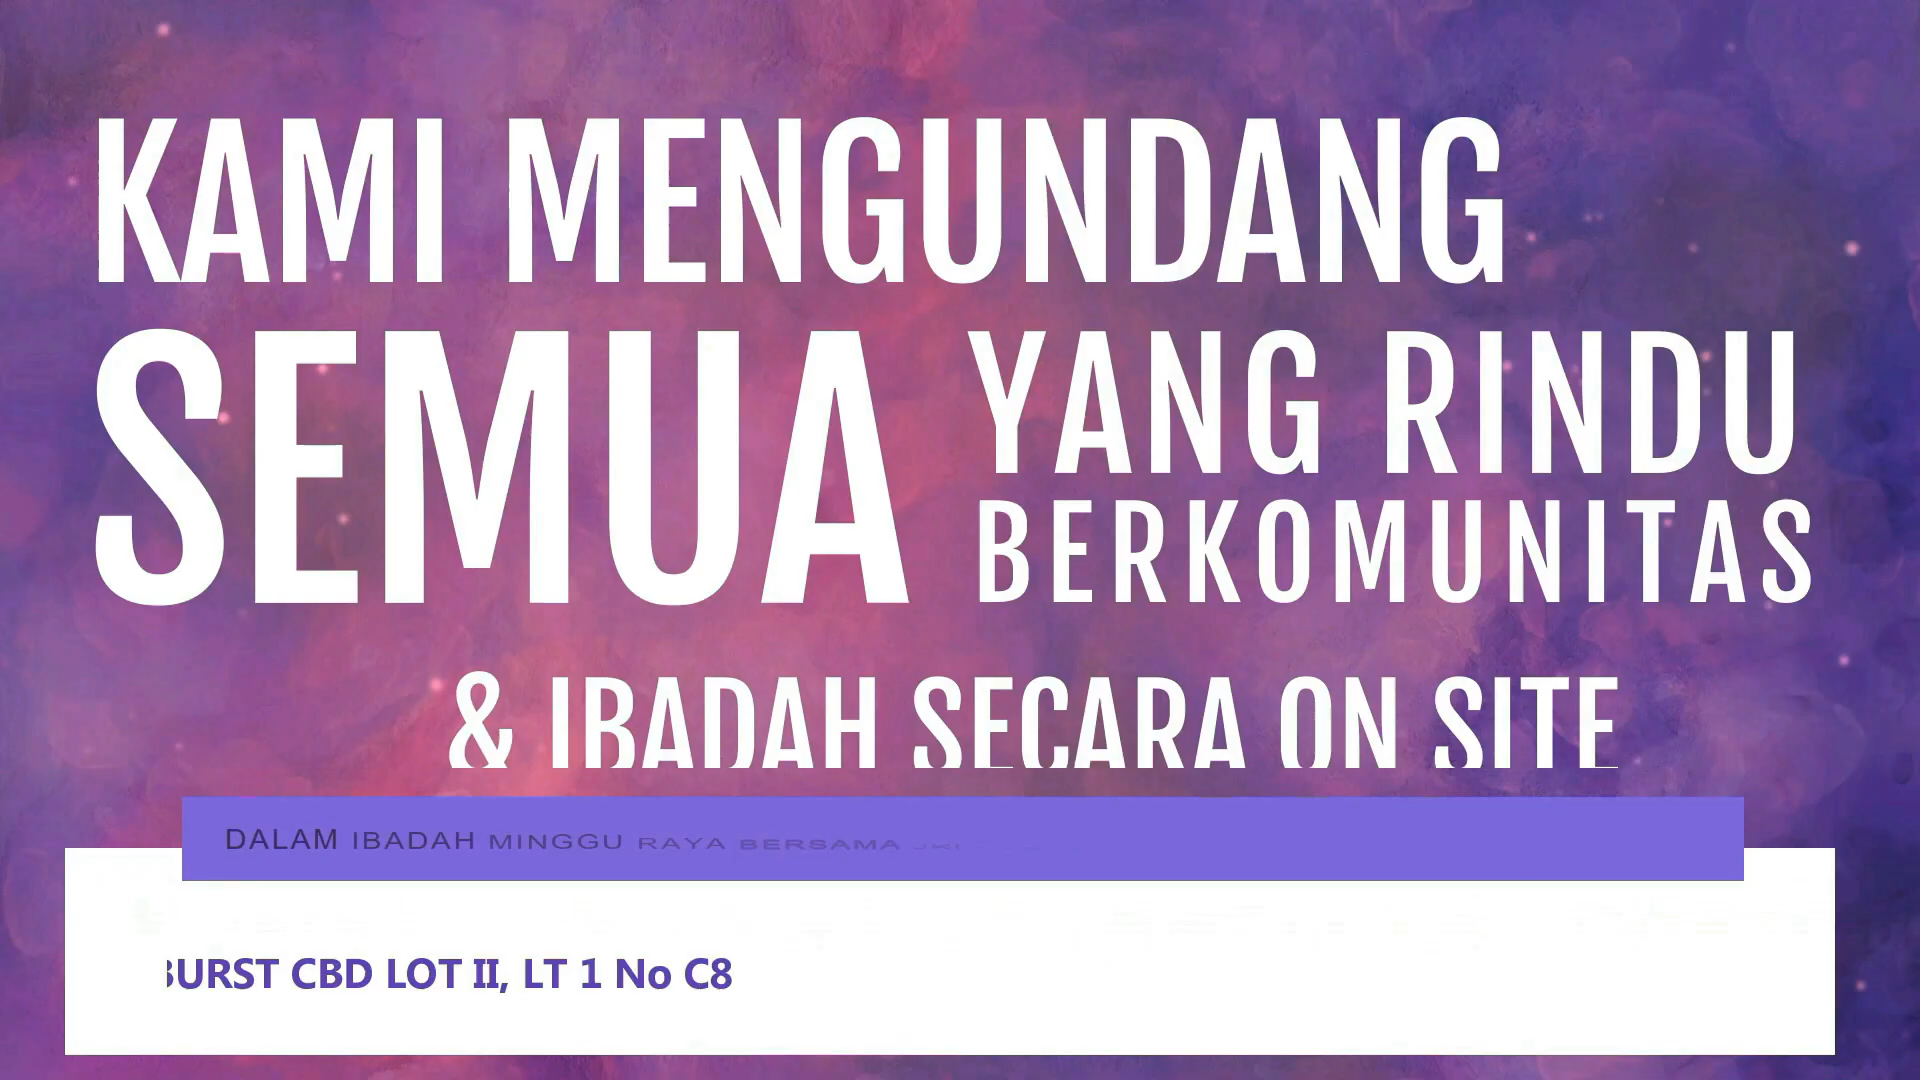 KAMI MENGUNDANG
SEMUA YANG RINDU
BERKOMUNITAS
& IBADAH SECARA ON SITE
DALAM IBADAH MINGGU RAYA BERSAMA
BURST CBD LOT II, LT 1 No C8